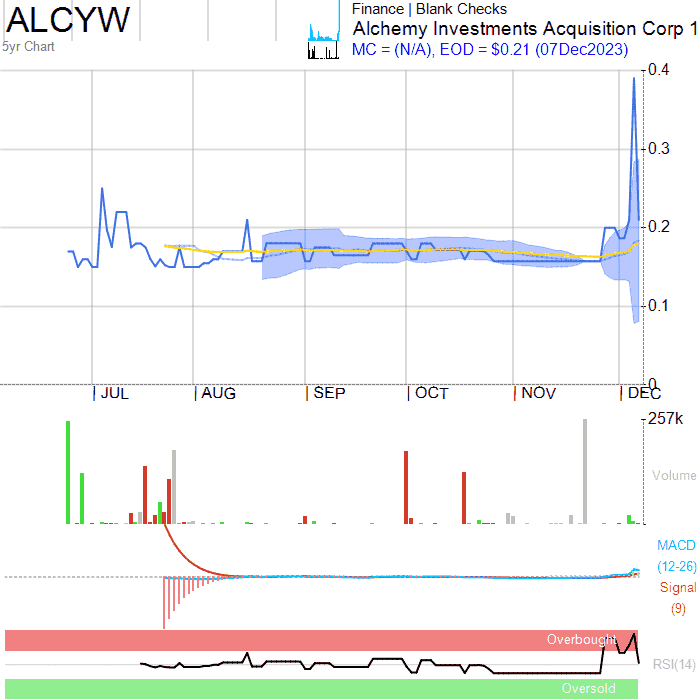 ALCYW
5yr Chart
Finance | Blank Checks
Alchemy Investments Acquisition Corp 1
MC = (N/A), EOD = $0.21 (07Dec2023)
0.4
0.3
0.2
0.1
0
JUL AUG SEP OCT NOV DEC
257k
Volume
MACD
(12-26)
Signal
(9)
Overbought
RSI(14)
Oversold